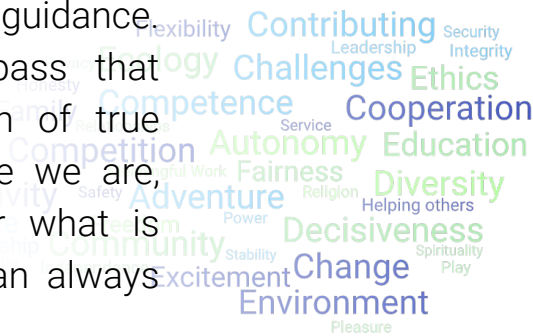 guidance.
pass that
of true
we are,
what is
always
Flexibility Contributing Security
Leadership Integrity
Ecology Challenges Ethics
Honesty
Family Competence Cooperation
Service
Competition Autonomy Education
Fairness
Safety Adventure Religion Diversity
Power Helping others
Community Decisiveness
Stability Spirituality
Excitement Change Play
Environment
Pleasure